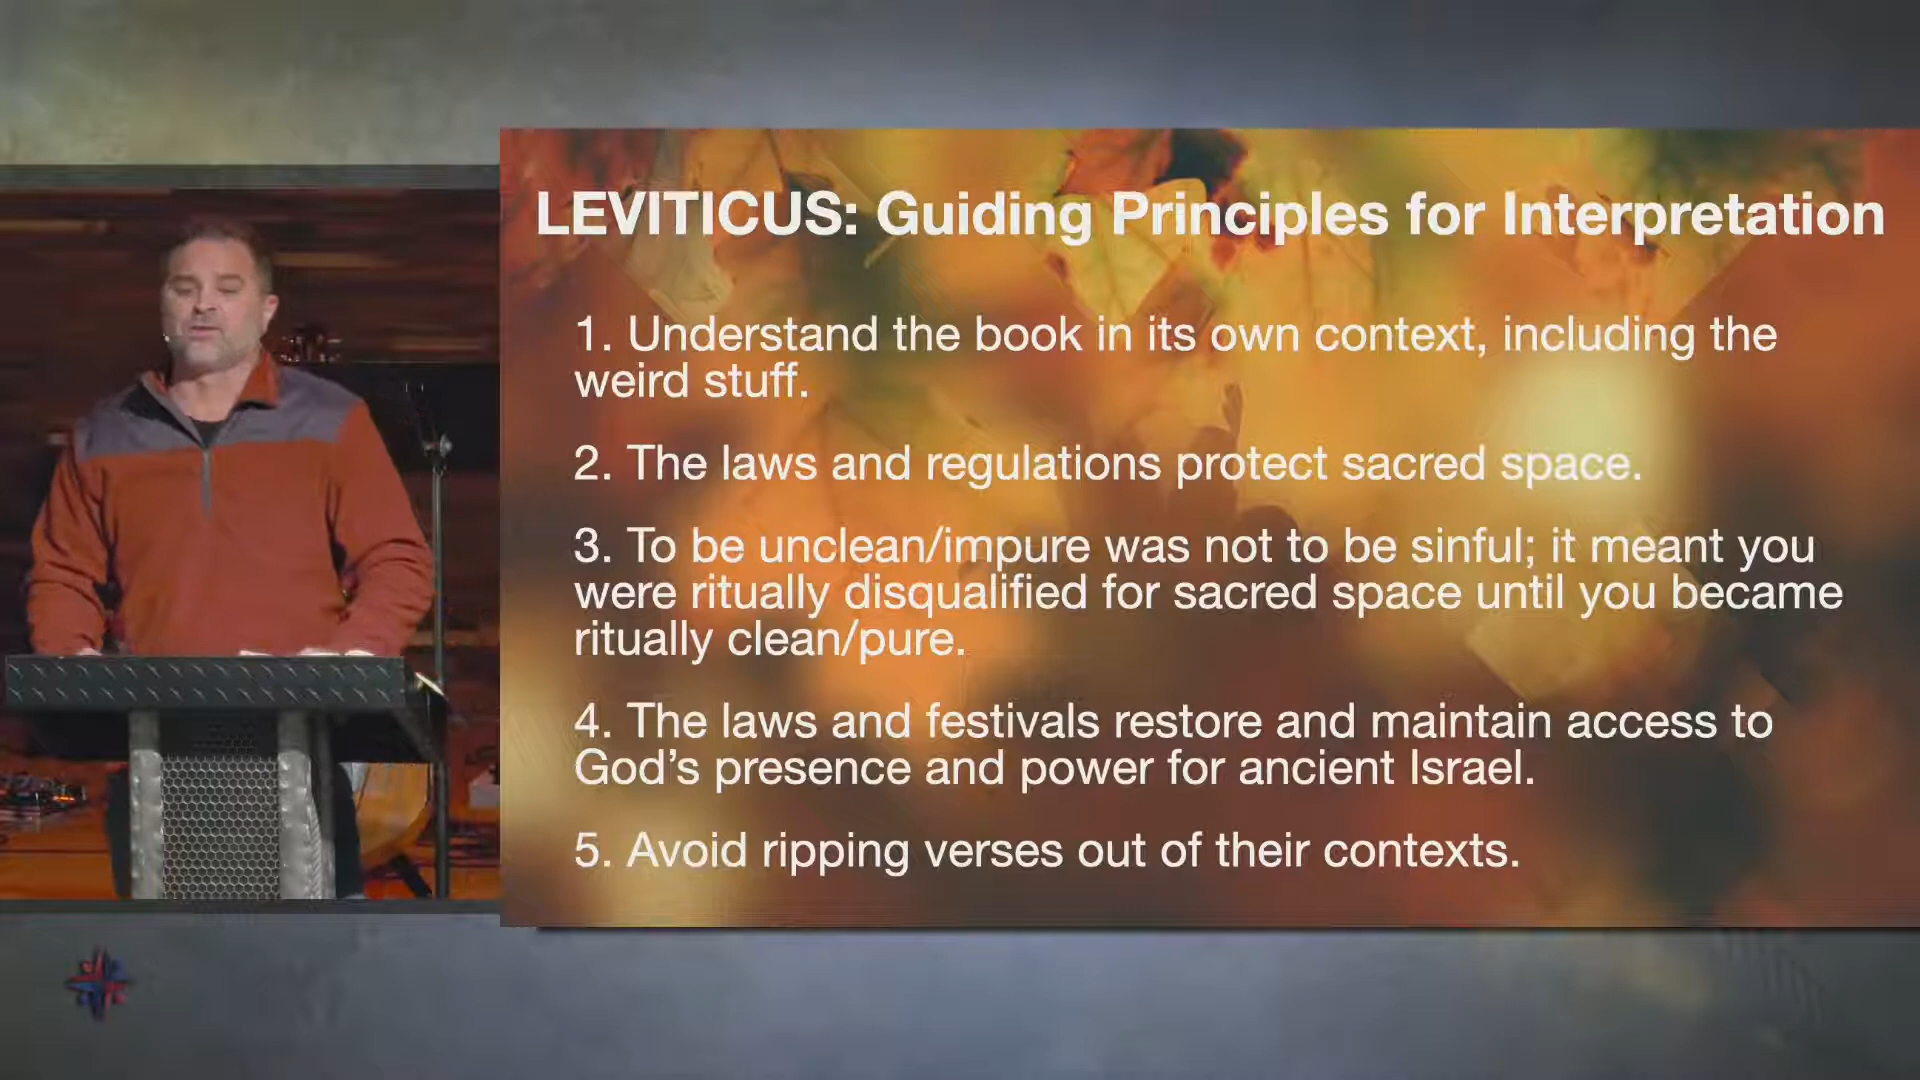 LEVITICUS: Guiding Principles for Interpretation
1. Understand the book in its own context, including the
weird stuff.
2. The laws and regulations protect sacred space.
3. To be unclean/impure was not to be sinful; it meant you
were ritually disqualified for sacred space until you became
ritually clean/pure.
4. The laws and festivals restore and maintain access to
God’s presence and power for ancient Israel.
5. Avoid ripping verses out of their contexts.